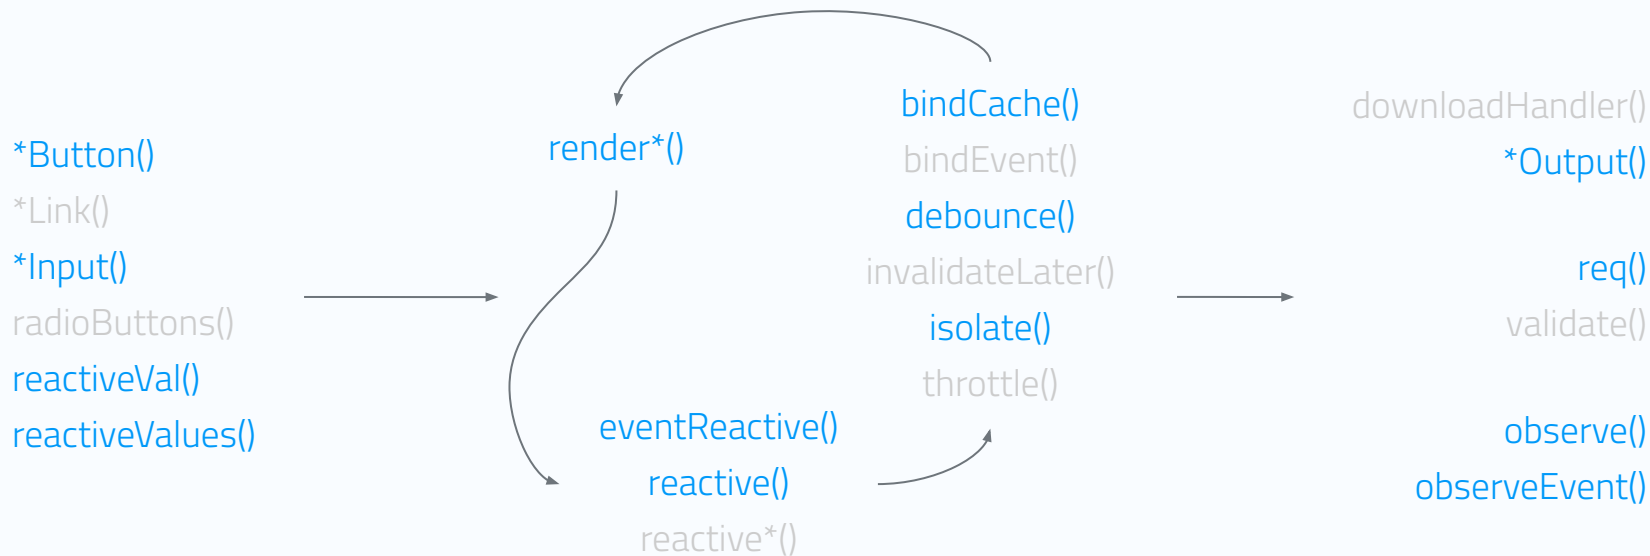 *Button()
*Link()
*Input()
radioButtons()
reactiveVal()
reactiveValues()
render*()
eventReactive()
reactive()
reactive*()
bindCache()
bindEvent()
debounce()
invalidateLater()
isolate()
throttle()
downloadHandler()
*Output()
req()
validate()
observe()
observeEvent()